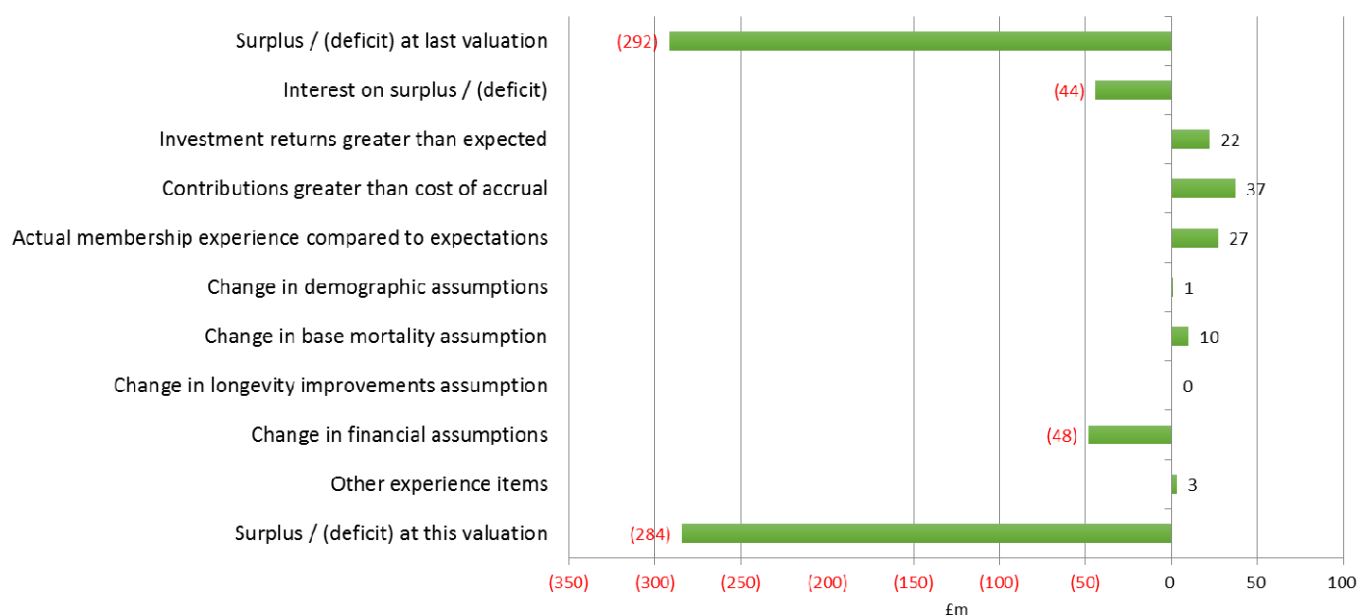 Surplus / (deficit) at last valuation (292)
Interest on surplus / (deficit) (44)
Investment returns greater than expected 22
Contributions greater than cost of accrual 37
Actual membership experience compared to expectations 27
Change in demographic assumptions 1
Change in base mortality assumption 10
Change in longevity improvements assumption 0
Change in financial assumptions (48)
Other experience items 3
Surplus / (deficit) at this valuation (284)
(350) (300) (250) (200) (150) (100) (50) 0 50 100
£m